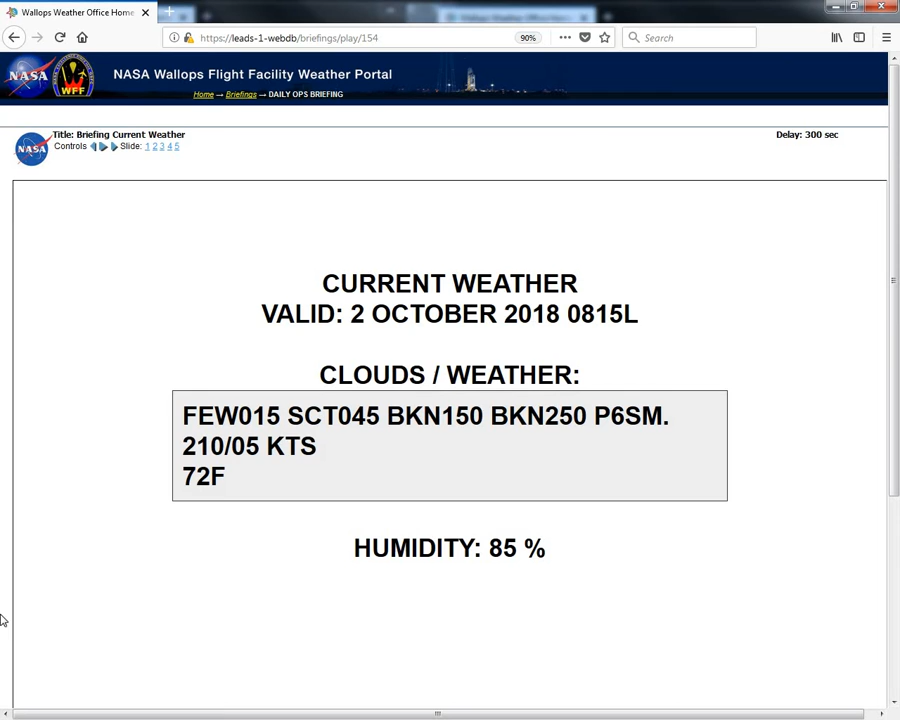 Wallops Weather Office Home
https://leads-1-webdb/briefings/play/154
90%
Search
NASA
WFF
NASA Wallops Flight Facility Weather Portal
Home → Briefings → DAILY OPS BRIEFING
NASA
Title: Briefing Current Weather
Delay: 300 sec
Controls Slide: 1 2 3 4 5
CURRENT WEATHER
VALID: 2 OCTOBER 2018 0815L
CLOUDS / WEATHER:
FEW015 SCT045 BKN150 BKN250 P6SM.
210/05 KTS
72F
HUMIDITY: 85 %